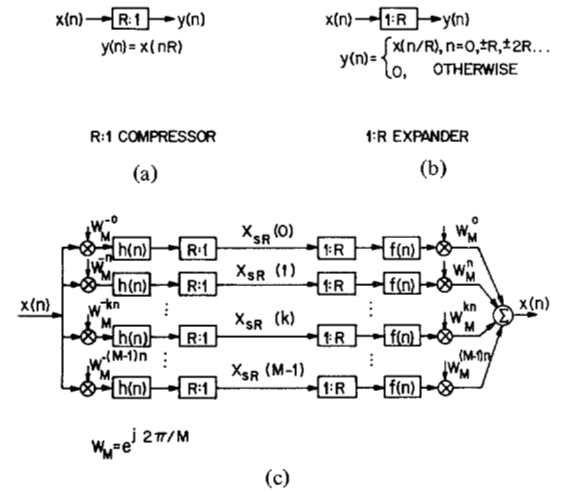 x(n) R:1 y(n)
y(n) = x(nR)
R:1 COMPRESSOR
(a)
x(n) 1:R y(n)
y(n) = { x(n/R), n=0, ±R, ±2R...
0, OTHERWISE
1:R EXPANDER
(b)
W_M^-0 W_M^0
h(n) R:1 X_SR (0) 1:R f(n)
W_M^-n W_M^n
h(n) R:1 X_SR (1) 1:R f(n)
x(n) ⋮ ⋮ Σ x(n)
W_M^-kn W_M^kn
h(n) R:1 X_SR (k) 1:R f(n)
⋮ ⋮
W_M^-(M-1)n W_M^(M-1)n
h(n) R:1 X_SR (M-1) 1:R f(n)
W_M = e^j 2π/M
(c)